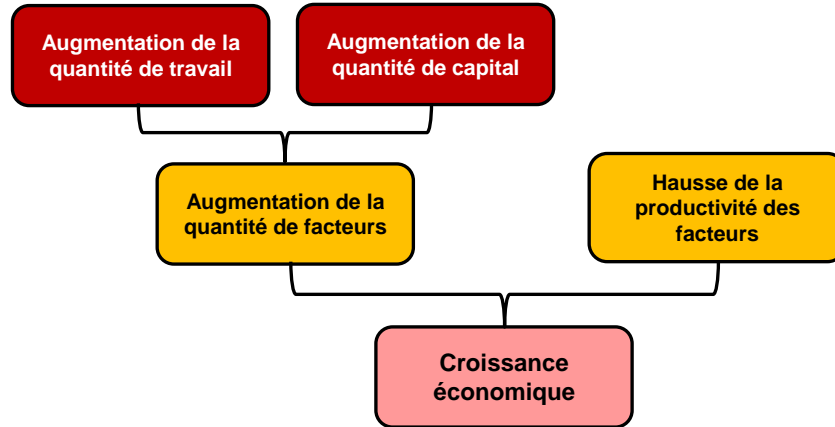 Augmentation de la
quantité de travail
Augmentation de la
quantité de capital
Augmentation de la
quantité de facteurs
Hausse de la
productivité des
facteurs
Croissance
économique